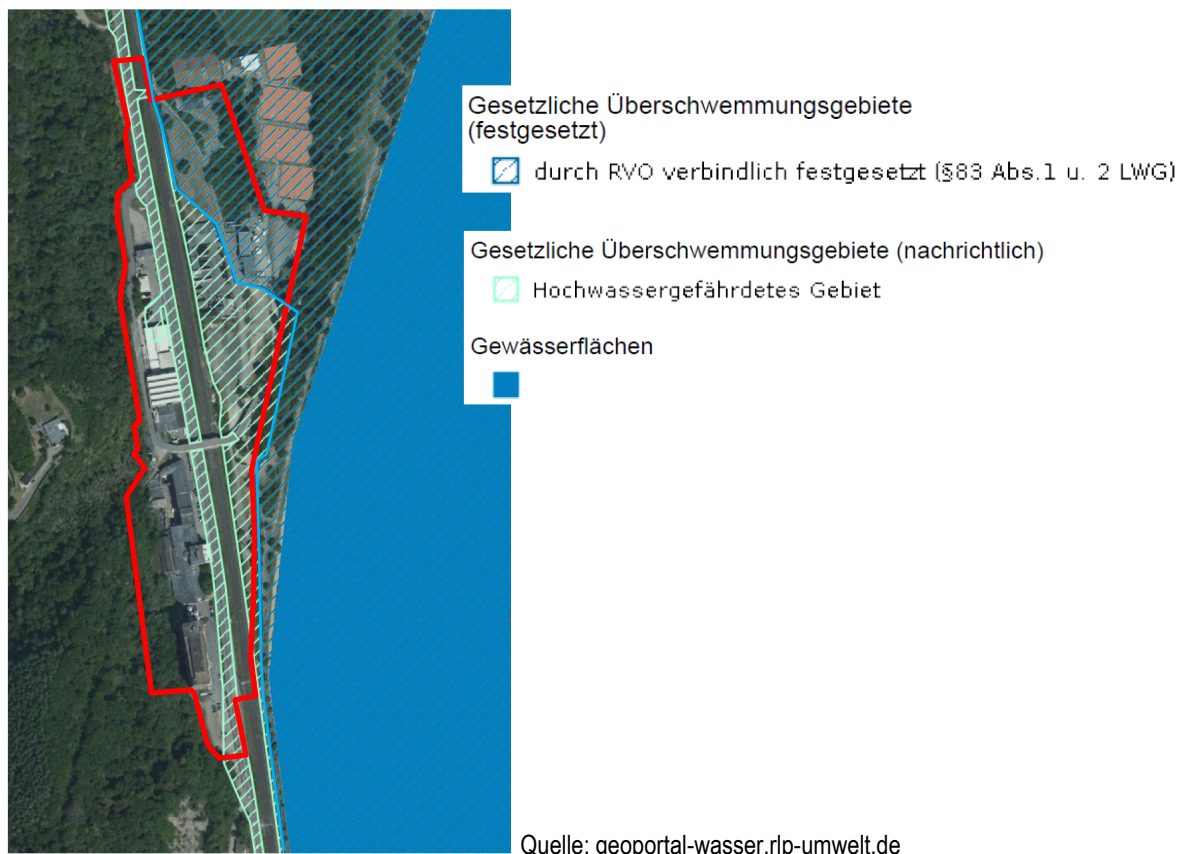 Gesetzliche Überschwemmungsgebiete
(festgesetzt)
durch RVO verbindlich festgesetzt (§83 Abs.1 u. 2 LWG)
Gesetzliche Überschwemmungsgebiete (nachrichtlich)
Hochwassergefährdetes Gebiet
Gewässerflächen
Quelle: geoportal-wasser.rlp-umwelt.de